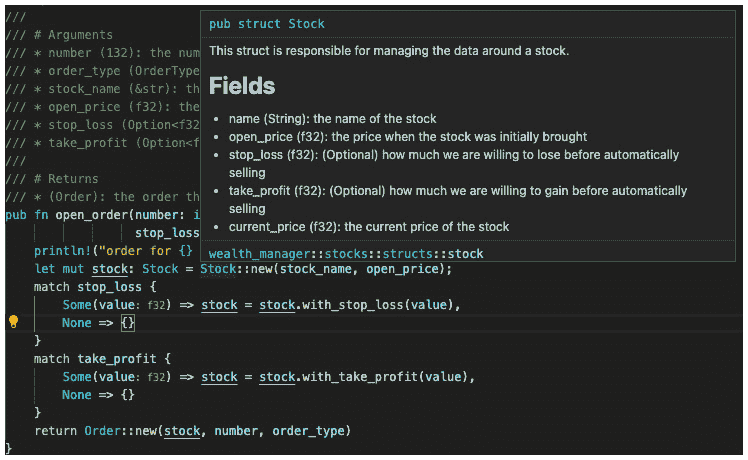 ///
/// # Arguments
/// * number (132): the num
/// * order_type (OrderType
/// * stock_name (&str): th
/// * open_price (f32): the
/// * stop_loss (Option<f32
/// * take_profit (Option<f
///
/// # Returns
/// * (Order): the order th
pub fn open_order(number: i
stop_loss
println!("order for {}
pub struct Stock
This struct is responsible for managing the data around a stock.
Fields
• name (String): the name of the stock
• open_price (f32): the price when the stock was initially brought
• stop_loss (f32): (Optional) how much we are willing to lose before automatically
selling
• take_profit (f32): (Optional) how much we are willing to gain before automatically
selling
• current_price (f32): the current price of the stock
wealth_manager::stocks::structs::stock
let mut stock: Stock = Stock::new(stock_name, open_price);
match stop_loss {
Some(value: f32) => stock = stock.with_stop_loss(value),
None => {}
}
match take_profit {
Some(value: f32) => stock = stock.with_take_profit(value),
None => {}
}
return Order::new(stock, number, order_type)
}